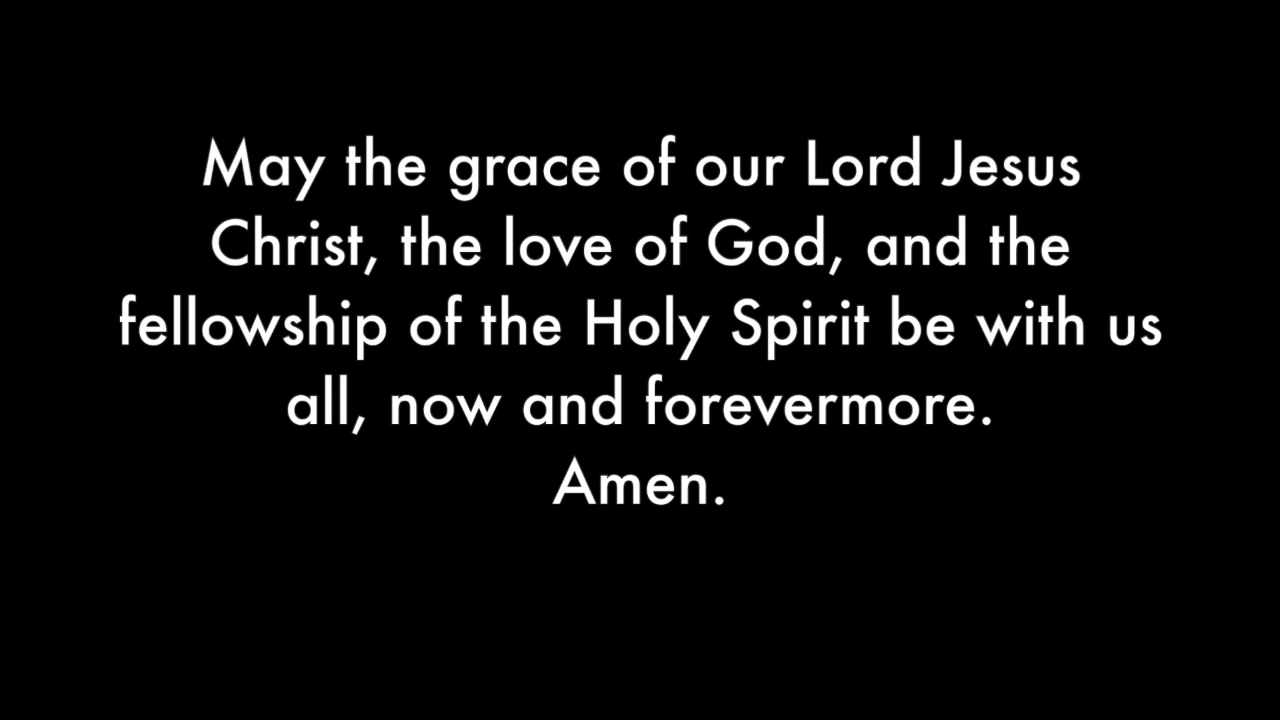 May the grace of our Lord Jesus
Christ, the love of God, and the
fellowship of the Holy Spirit be with us
all, now and forevermore.
Amen.